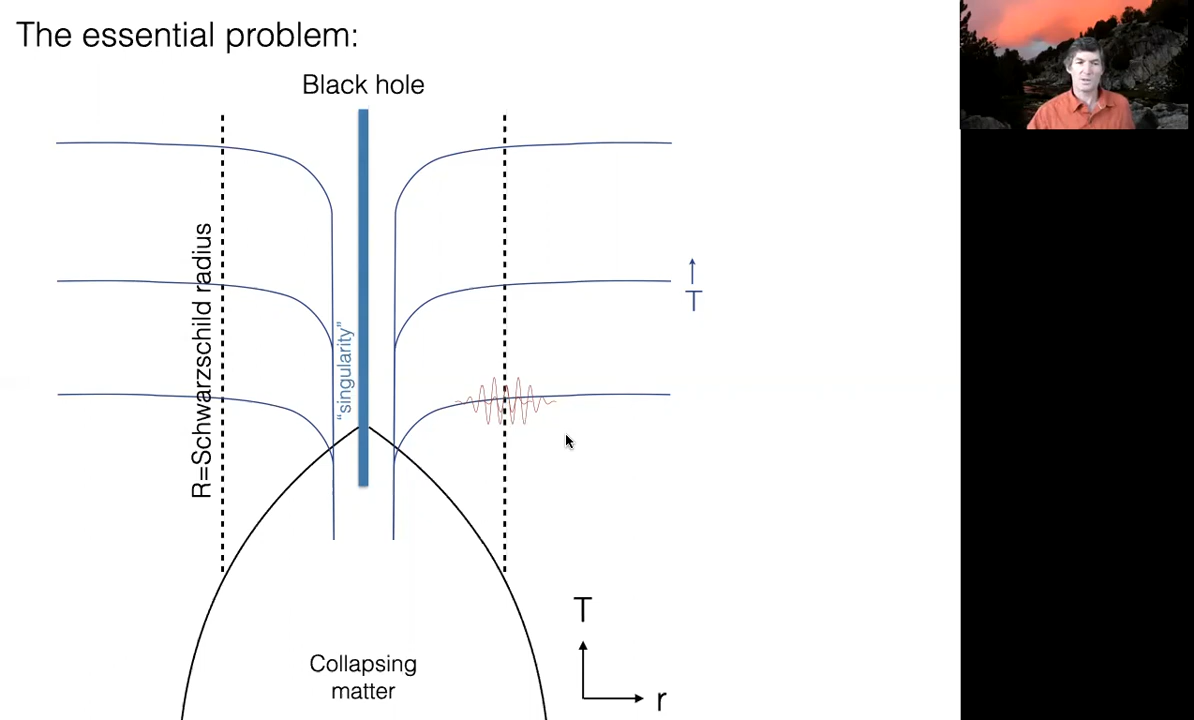 The essential problem:
Black hole
R=Schwarzschild radius
"singularity"
T
T
r
Collapsing
matter